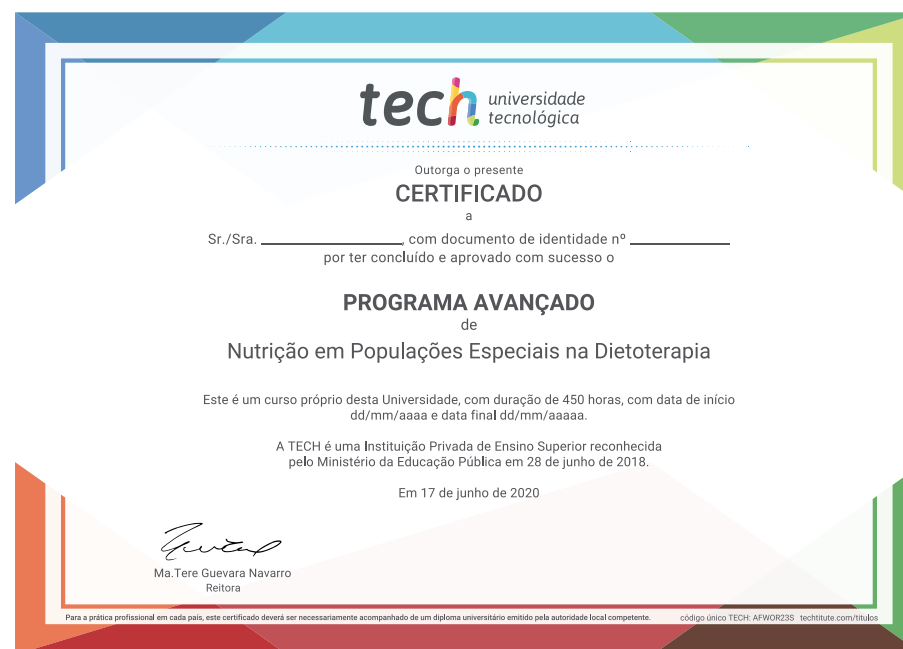 tech universidade
tecnológica
Outorga o presente
CERTIFICADO
a
Sr./Sra. ____________, com documento de identidade nº ____________
por ter concluído e aprovado com sucesso o
PROGRAMA AVANÇADO
de
Nutrição em Populações Especiais na Dietoterapia
Este é um curso próprio desta Universidade, com duração de 450 horas, com data de início
dd/mm/aaaa e data final dd/mm/aaaaa.
A TECH é uma Instituição Privada de Ensino Superior reconhecida
pelo Ministério da Educação Pública em 28 de junho de 2018.
Em 17 de junho de 2020
Ma.Tere Guevara Navarro
Reitora
Para a prática profissional em cada país, este certificado deverá ser necessariamente acompanhado de um diploma universitário emitido pela autoridade local competente. código único TECH: AFWOR23S techtitute.com/titulos